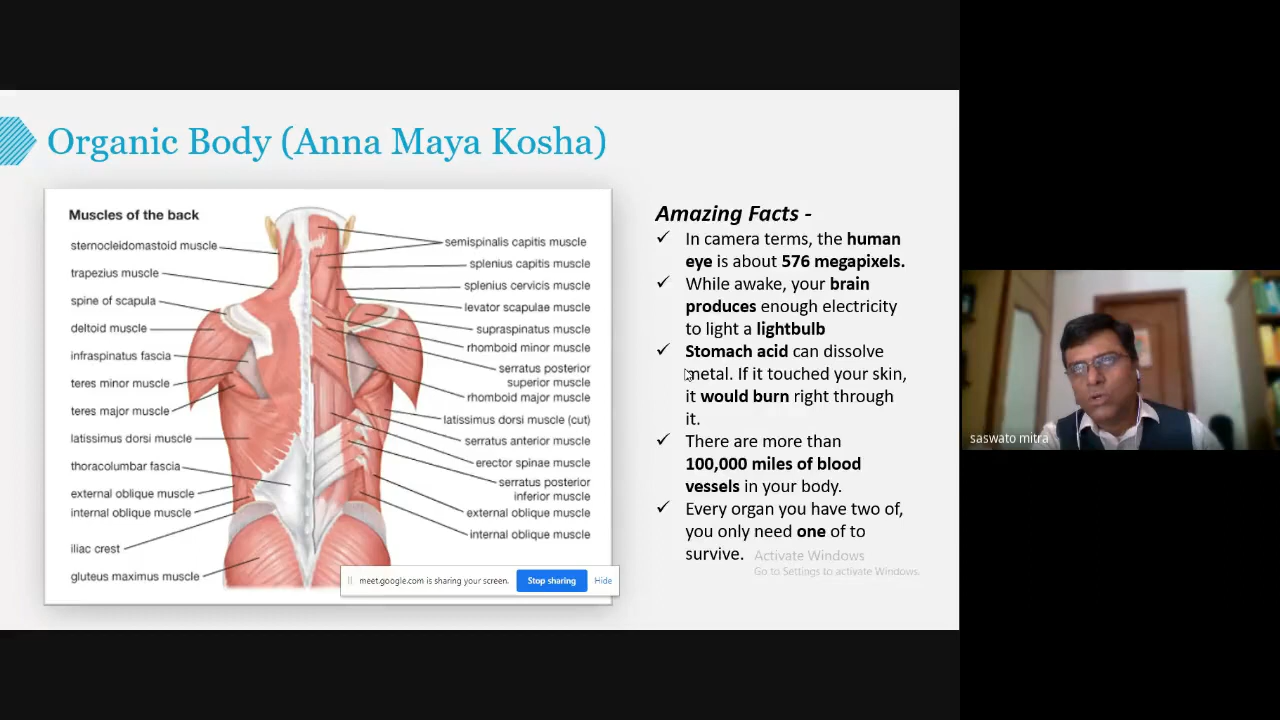 Organic Body (Anna Maya Kosha)
Muscles of the back
sternocleidomastoid muscle
trapezius muscle
spine of scapula
deltoid muscle
infraspinatus fascia
teres minor muscle
teres major muscle
latissimus dorsi muscle
thoracolumbar fascia
external oblique muscle
internal oblique muscle
iliac crest
gluteus maximus muscle
semispinalis capitis muscle
splenius capitis muscle
splenius cervicis muscle
levator scapulae muscle
supraspinatus muscle
rhomboid minor muscle
serratus posterior
superior muscle
rhomboid major muscle
latissimus dorsi muscle (cut)
serratus anterior muscle
erector spinae muscle
serratus posterior
inferior muscle
external oblique muscle
internal oblique muscle
meet.google.com is sharing your screen.
Stop sharing
Hide
Amazing Facts -
In camera terms, the human
eye is about 576 megapixels.
While awake, your brain
produces enough electricity
to light a lightbulb
Stomach acid can dissolve
metal. If it touched your skin,
it would burn right through
it.
There are more than
100,000 miles of blood
vessels in your body.
Every organ you have two of,
you only need one of to
survive.
Activate Windows
Go to Settings to activate Windows.
saswato mitra